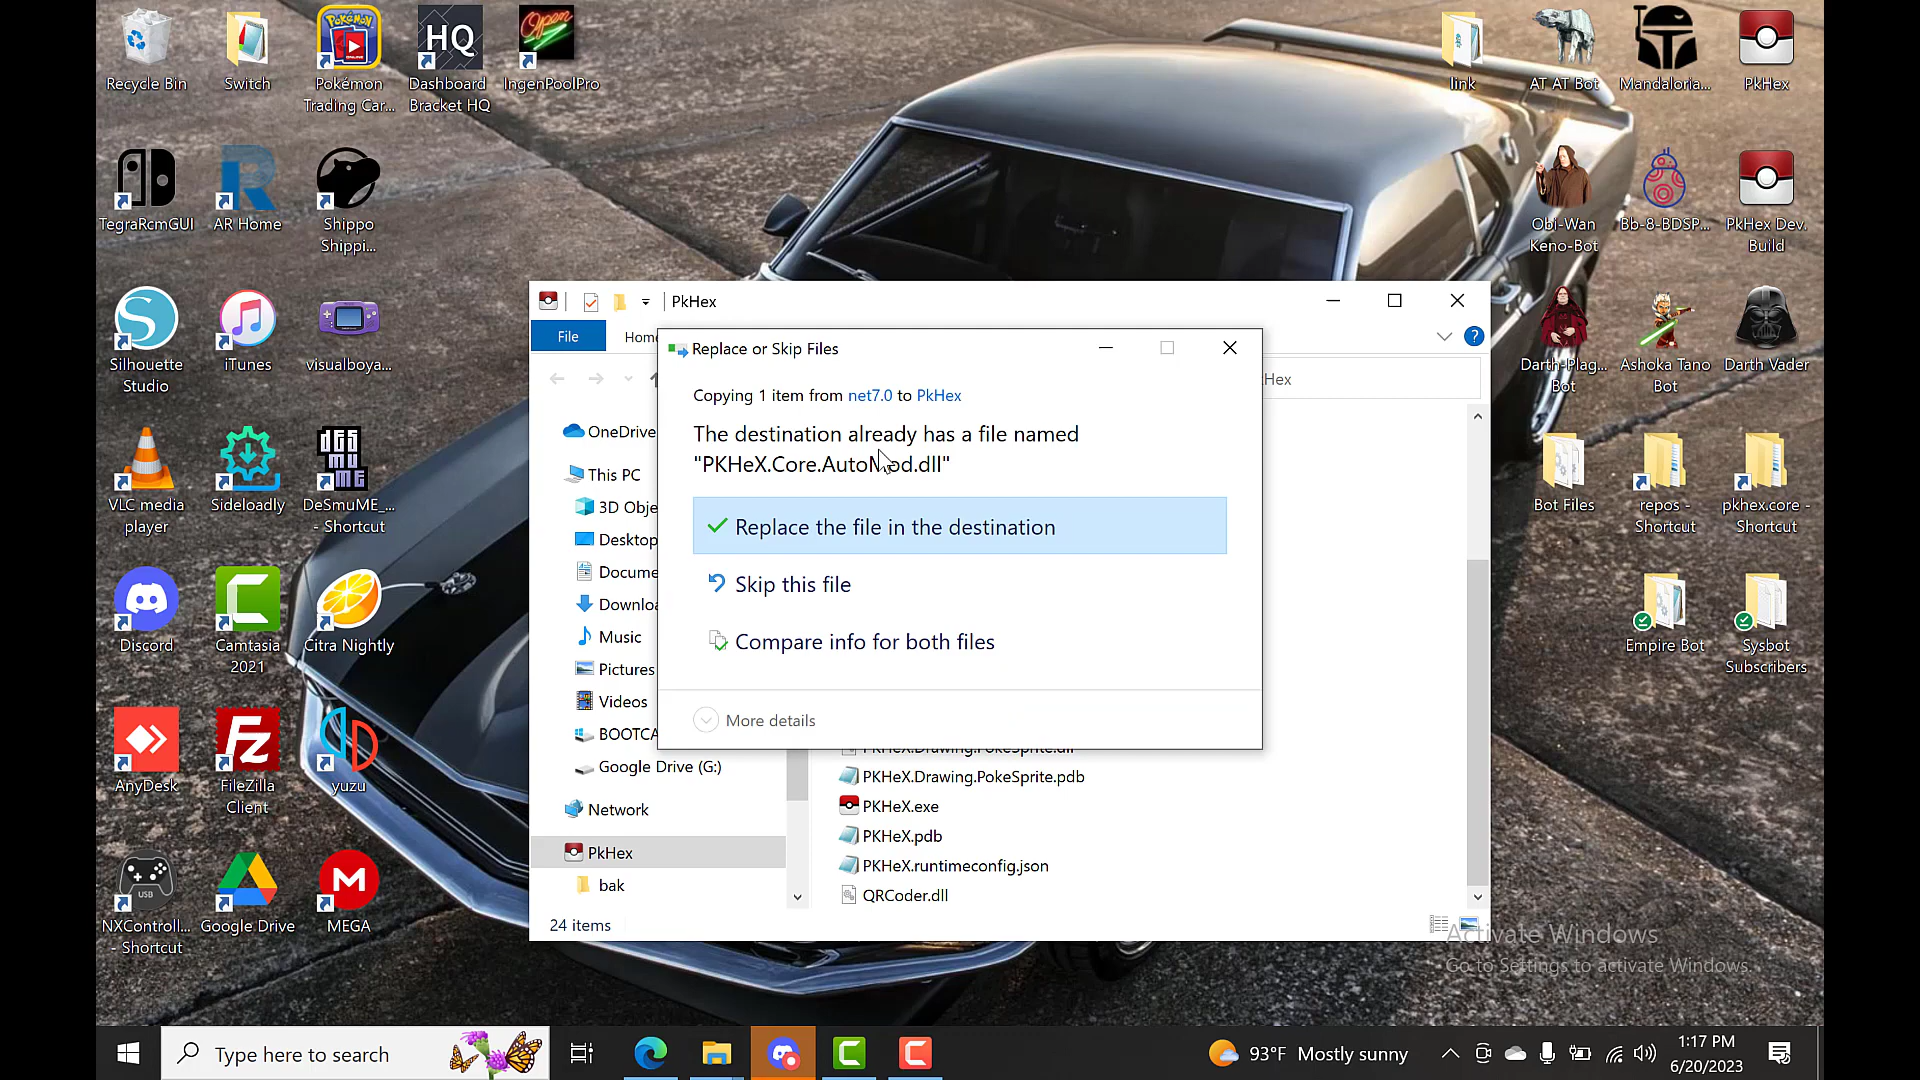 Recycle Bin
Switch
Pokémon
Trading Car...
HQ
Dashboard
Bracket HQ
Open
IngenPoolPro
link
AT AT Bot
Mandaloria...
PkHex
TegraRcmGUI
AR Home
Shippo
Shippi...
Obi-Wan
Keno-Bot
Bb-8-BDSP...
PkHex Dev.
Build
Silhouette
Studio
iTunes
visualboya...
Darth-Plag...
Bot
Ashoka Tano
Bot
Darth Vader
VLC media
player
Sideloadly
DeSmuME_...
- Shortcut
Bot Files
repos -
Shortcut
pkhex.core -
Shortcut
Discord
Camtasia
2021
Citra Nightly
Empire Bot
Sysbot
Subscribers
AnyDesk
FileZilla
Client
yuzu
USB
NXControll...
- Shortcut
Google Drive
MEGA
PkHex
File
Home
OneDrive
This PC
3D Obje
Desktop
Docume
Downloa
Music
Pictures
Videos
BOOTCA
Google Drive (G:)
Network
PkHex
bak
24 items
Replace or Skip Files
Copying 1 item from net7.0 to PkHex
The destination already has a file named
"PKHeX.Core.AutoMod.dll"
Replace the file in the destination
Skip this file
Compare info for both files
More details
PKHeX.Drawing.PokeSprite.dll
PKHeX.Drawing.PokeSprite.pdb
PKHeX.exe
PKHeX.pdb
PKHeX.runtimeconfig.json
QRCoder.dll
Activate Windows
Go to Settings to activate Windows.
Type here to search
93°F Mostly sunny
1:17 PM
6/20/2023